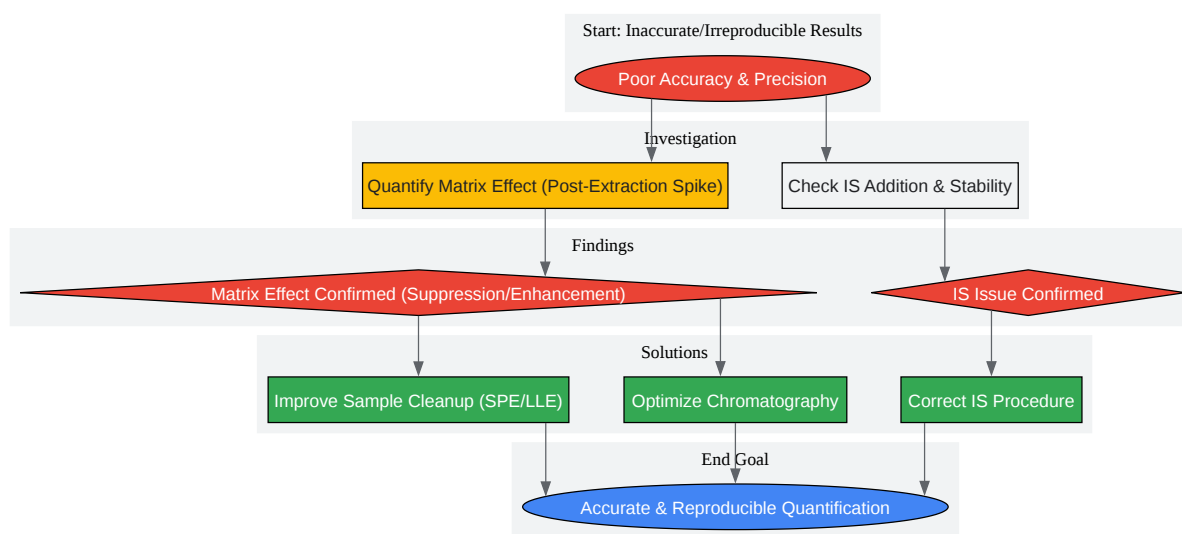 Start: Inaccurate/Irreproducible Results
Poor Accuracy & Precision
Investigation
Quantify Matrix Effect (Post-Extraction Spike)
Check IS Addition & Stability
Findings
Matrix Effect Confirmed (Suppression/Enhancement)
IS Issue Confirmed
Solutions
Improve Sample Cleanup (SPE/LLE)
Optimize Chromatography
Correct IS Procedure
End Goal
Accurate & Reproducible Quantification